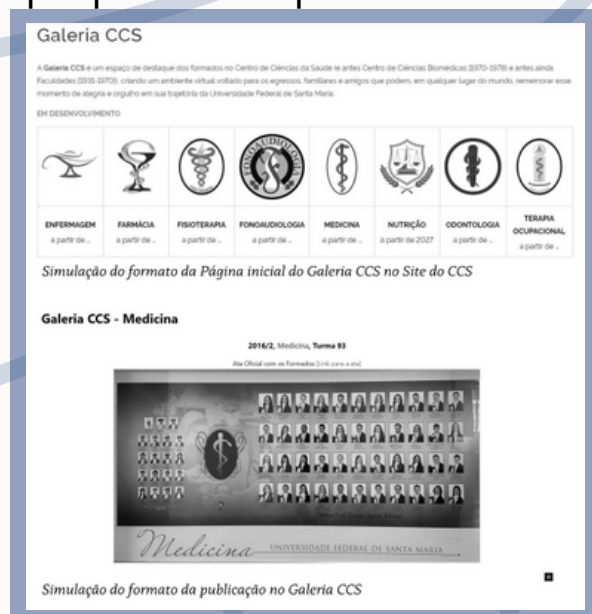 Galeria CCS
A Galeria CCS é um espaço de destaque dos formados no Centro de Ciências da Saúde (e antes Centro de Ciências Biomédicas (1970-1978) e antes ainda
Faculdades (1931-1970)), criando um ambiente virtual voltado para os egressos, familiares e amigos que podem, em qualquer lugar do mundo, rememorar esse
momento de alegria e orgulho em sua trajetória da Universidade Federal de Santa Maria.
EM DESENVOLVIMENTO
FONOAUDIOLOGIA
ENFERMAGEM FARMÁCIA FISIOTERAPIA FONOAUDIOLOGIA MEDICINA NUTRIÇÃO ODONTOLOGIA TERAPIA OCUPACIONAL
a partir de .. a partir de .. a partir de .. a partir de .. a partir de .. a partir de 2027 a partir de .. a partir de ..
Simulação do formato da Página inicial do Galeria CCS no Site do CCS
Galeria CCS - Medicina
2016/2, Medicina, Turma 93
Ata Oficial com os Formados (Link para a ata)
Medicina UNIVERSIDADE FEDERAL DE SANTA MARIA
Simulação do formato da publicação no Galeria CCS